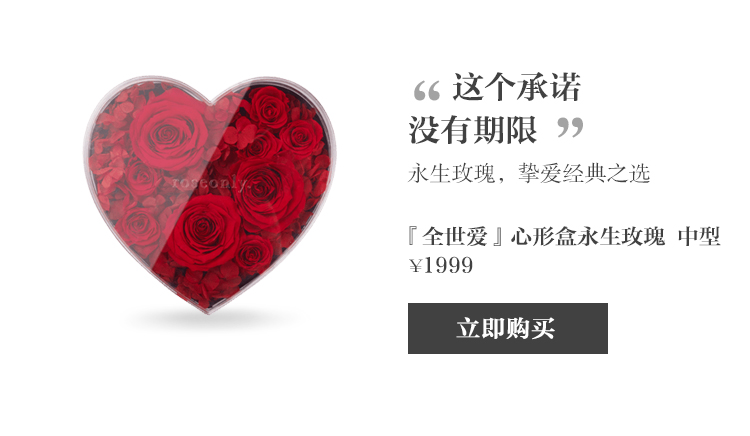 roseonly.
“ 这个承诺
没有期限 ”
永生玫瑰，挚爱经典之选
『全世爱』心形盒永生玫瑰 中型
¥1999
立即购买